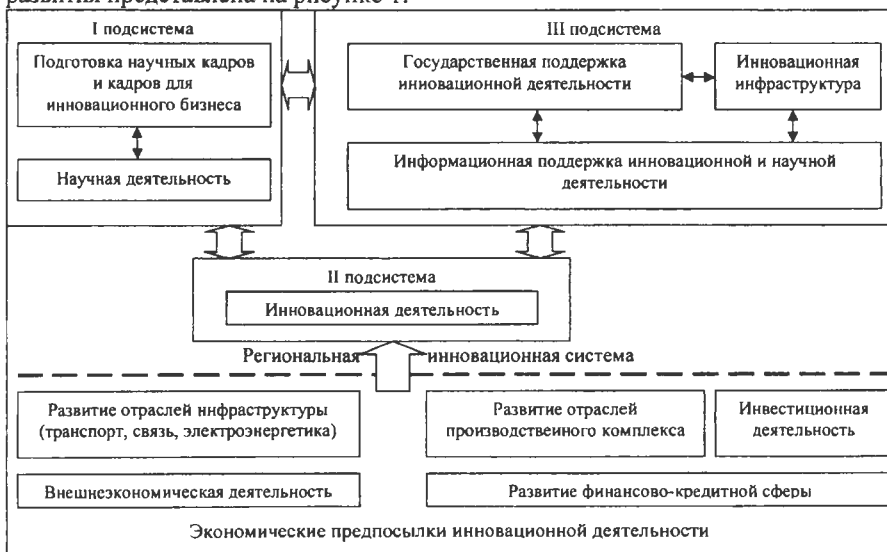 развития представлена на рисунке
I подсистема
Подготовка научных кадров
и кадров для
инновационного бизнеса
Научная деятельность
III подсистема
Государственная поддержка
инновационной деятельности
Инновационная
инфраструктура
Информационная поддержка инновационной и научной
деятельности
II подсистема
Инновационная деятельность
Региональная инновационная система
Развитие отраслей инфраструктуры
(транспорт, связь, электроэнергетика)
Развитие отраслей
производственного комплекса
Инвестиционная
деятельность
Внешнеэкономическая деятельность
Развитие финансово-кредитной сферы
Экономические предпосылки инновационной деятельности